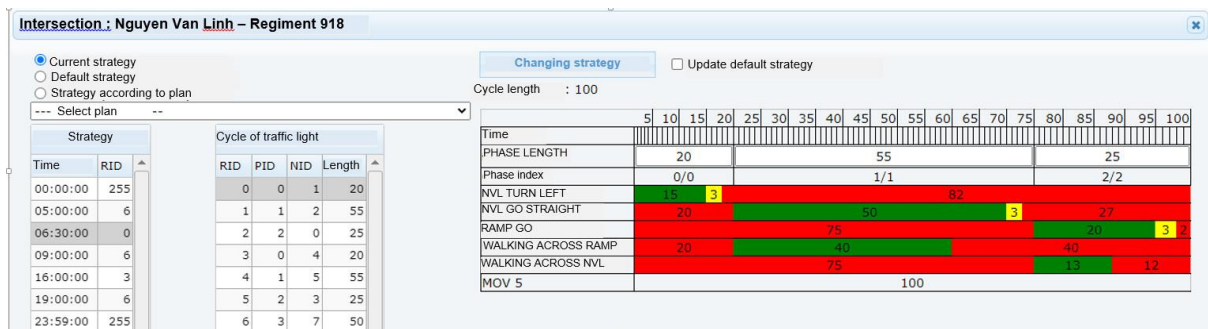 Intersection : Nguyen Van Linh – Regiment 918
Current strategy
Default strategy
Strategy according to plan
--- Select plan --
Strategy
Time RID
00:00:00 255
05:00:00 6
06:30:00 0
09:00:00 6
16:00:00 3
19:00:00 6
23:59:00 255
Cycle of traffic light
RID PID NID Length
0 0 1 20
1 1 2 55
2 2 0 25
3 0 4 20
4 1 5 55
5 2 3 25
6 3 7 50
Changing strategy
Update default strategy
Cycle length : 100
5 10 15 20 25 30 35 40 45 50 55 60 65 70 75 80 85 90 95 100
Time
PHASE LENGTH 20 55 25
Phase index 0/0 1/1 2/2
NVL TURN LEFT 15 3 82
NVL GO STRAIGHT 20 50 3 27
RAMP GO 75 20 3 2
WALKING ACROSS RAMP 20 40 40
WALKING ACROSS NVL 75 13 12
MOV 5 100